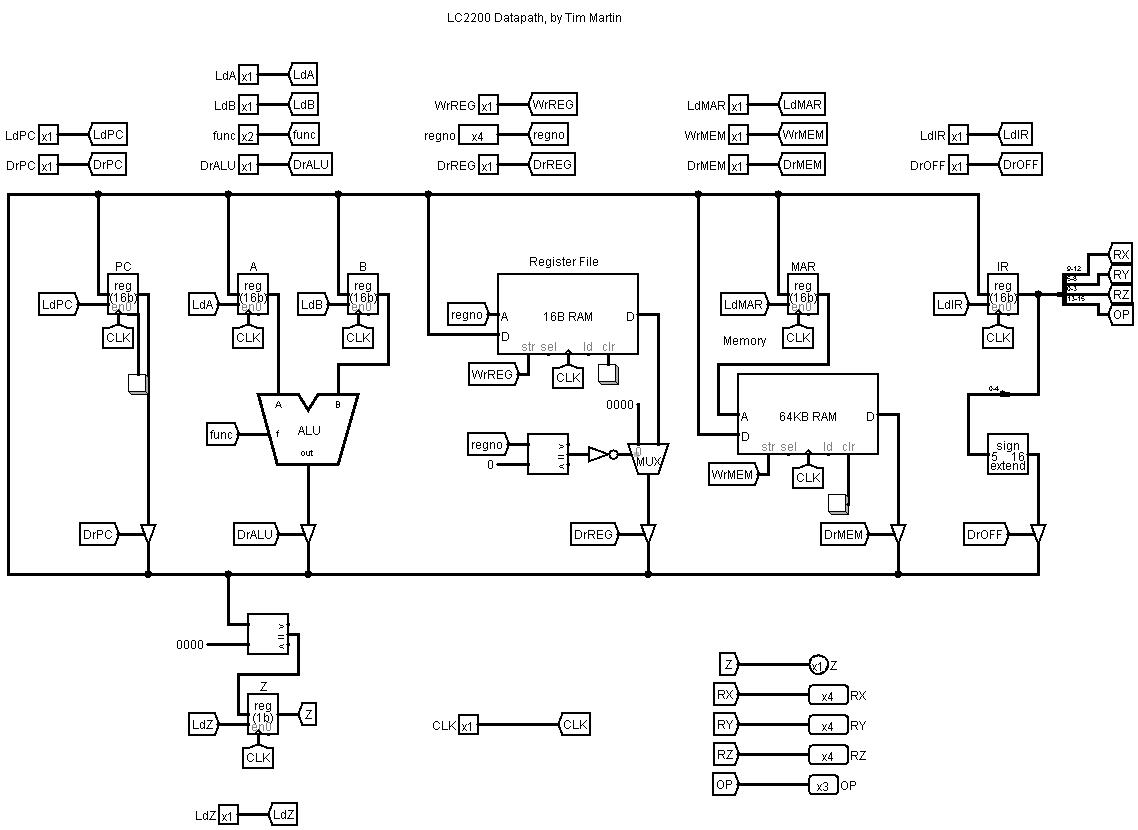 LC2200 Datapath, by Tim Martin
LdA x1 LdA
LdB x1 LdB WrREG x1 WrREG LdMAR x1 LdMAR
LdPC x1 LdPC func x2 func regno x4 regno WrMEM x1 WrMEM LdIR x1 LdIR
DrPC x1 DrPC DrALU x1 DrALU DrREG x1 DrREG DrMEM x1 DrMEM DrOFF x1 DrOFF
RX
RY
RZ
OP
9-12
13-15
PC A B Register File MAR IR
reg
(16b)
en0
LdPC
CLK
reg
(16b)
en0
LdA
CLK
reg
(16b)
en0
LdB
CLK
regno A 16B RAM D
D
str sel ld clr
WrREG
CLK
reg
(16b)
en0
LdMAR
CLK
Memory
reg
(16b)
en0
LdIR
CLK
A B
ALU
func f
out
0000
regno
0
0
MUX
A 64KB RAM D
D
str sel ld clr
WrMEM
CLK
0-4
sign
5 16
extend
DrPC DrALU DrREG DrMEM DrOFF
0000
Z
reg
(1b)
en0
LdZ
Z
CLK
LdZ x1 LdZ
CLK x1 CLK
Z x1 Z
RX x4 RX
RY x4 RY
RZ x4 RZ
OP x3 OP